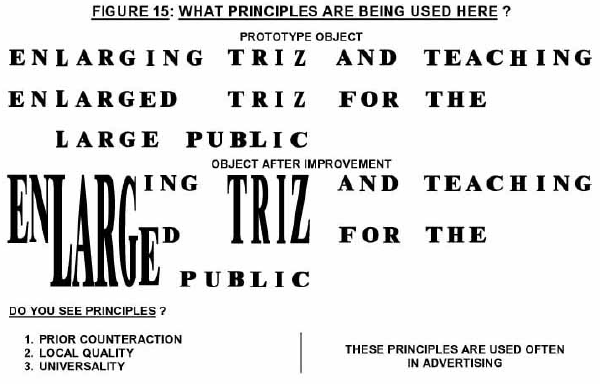 FIGURE 15: WHAT PRINCIPLES ARE BEING USED HERE ?
PROTOTYPE OBJECT
ENLARGING TRIZ AND TEACHING
ENLARGED TRIZ FOR THE
LARGE PUBLIC
OBJECT AFTER IMPROVEMENT
ENLARGING TRIZ AND TEACHING
ED FOR THE
PUBLIC
DO YOU SEE PRINCIPLES ?
1. PRIOR COUNTERACTION
2. LOCAL QUALITY
3. UNIVERSALITY
THESE PRINCIPLES ARE USED OFTEN
IN ADVERTISING